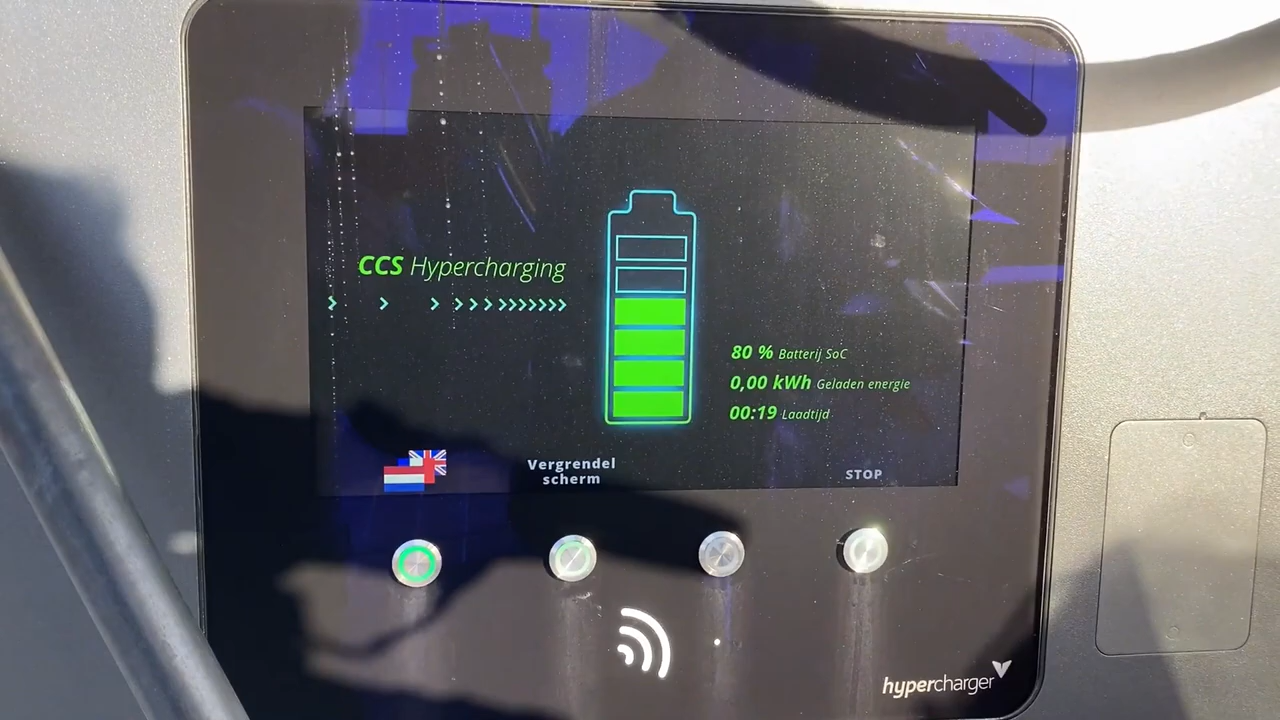 CCS Hypercharging
80 % Batterij SoC
0,00 kWh Geladen energie
00:19 Laadtijd
Vergrendel
scherm
STOP
hypercharger